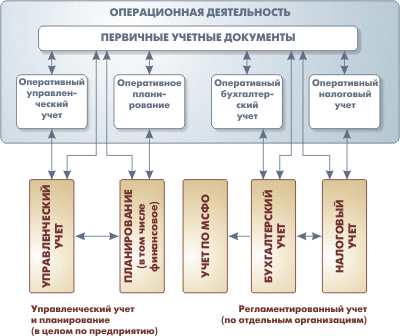 ОПЕРАЦИОННАЯ ДЕЯТЕЛЬНОСТЬ
ПЕРВИЧНЫЕ УЧЕТНЫЕ ДОКУМЕНТЫ
Оперативный
управлен-
ческий
учет
Оперативное
плани-
рование
Оперативный
бухгалтер-
ский
учет
Оперативный
налоговый
учет
УПРАВЛЕНЧЕСКИЙ
УЧЕТ
ПЛАНИРОВАНИЕ
(в том числе
финансовое)
УЧЕТ ПО МСФО
БУХГАЛТЕРСКИЙ
УЧЕТ
НАЛОГОВЫЙ
УЧЕТ
Управленческий учет
и планирование
(в целом по предприятию)
Регламентированный учет
(по отдельным организациям)